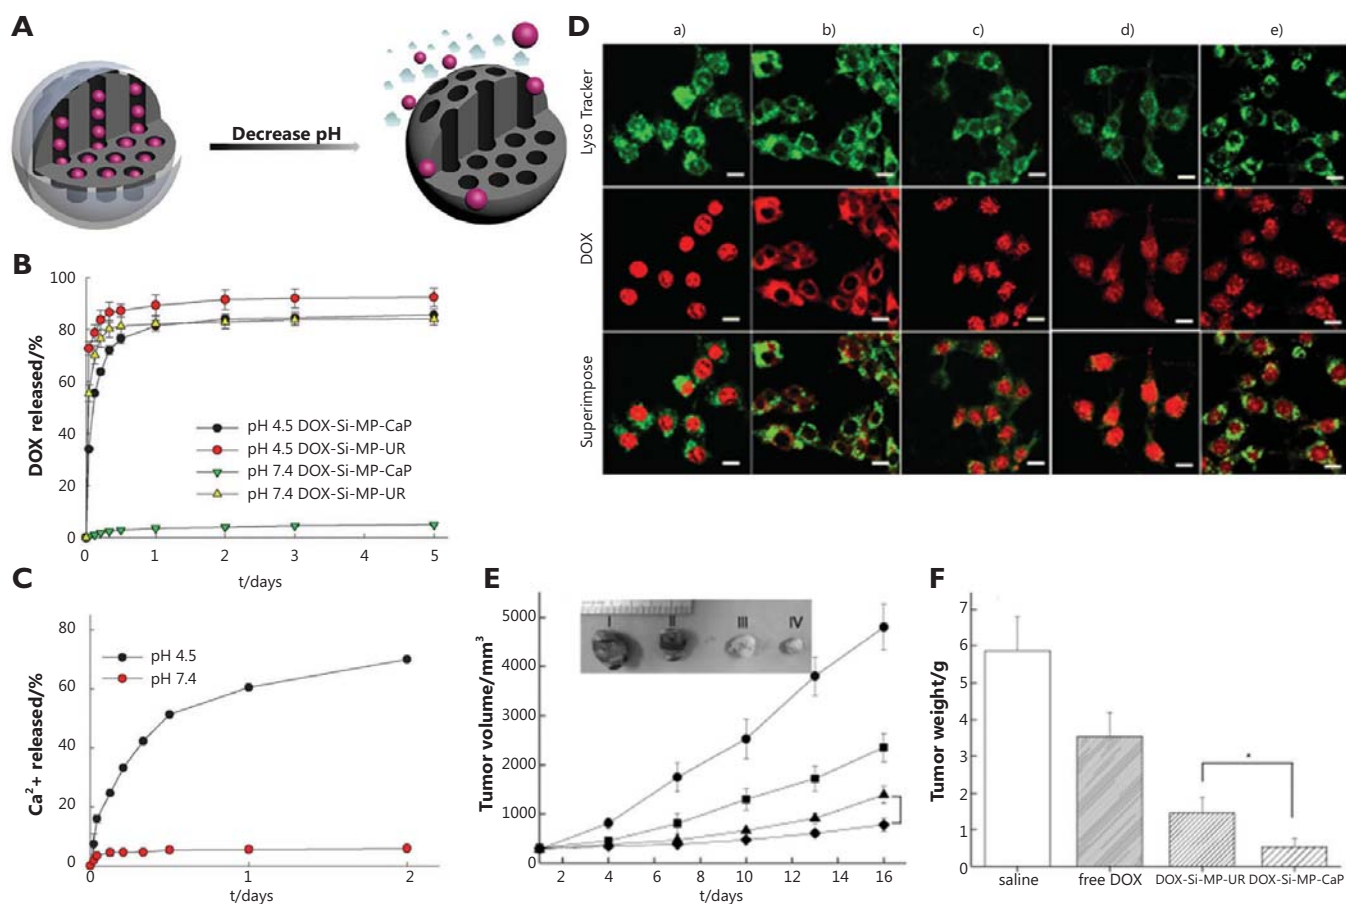 A
Decrease pH
B
DOX released/%
100
80
60
40
20
0
0 1 2 3 4 5
t/days
pH 4.5 DOX-Si-MP-CaP
pH 4.5 DOX-Si-MP-UR
pH 7.4 DOX-Si-MP-CaP
pH 7.4 DOX-Si-MP-UR
C
Ca²+ released/%
80
60
40
20
0
0 1 2
t/days
pH 4.5
pH 7.4
D
a) b) c) d) e)
Lyso Tracker
DOX
Superimpose
E
Tumor volume/mm³
5000
4000
3000
2000
1000
0
2 4 6 8 10 12 14 16
t/days
I II III IV
F
Tumor weight/g
7
6
5
4
3
2
1
0
*
saline free DOX DOX-Si-MP-UR DOX-Si-MP-CaP